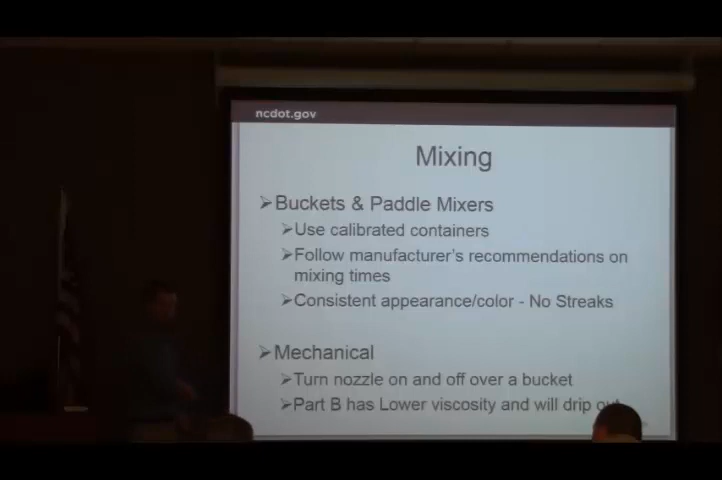 ncdot.gov
Mixing
➢Buckets & Paddle Mixers
➢Use calibrated containers
➢Follow manufacturer's recommendations on
mixing times
➢Consistent appearance/color - No Streaks
➢Mechanical
➢Turn nozzle on and off over a bucket
➢Part B has Lower viscosity and will drip out